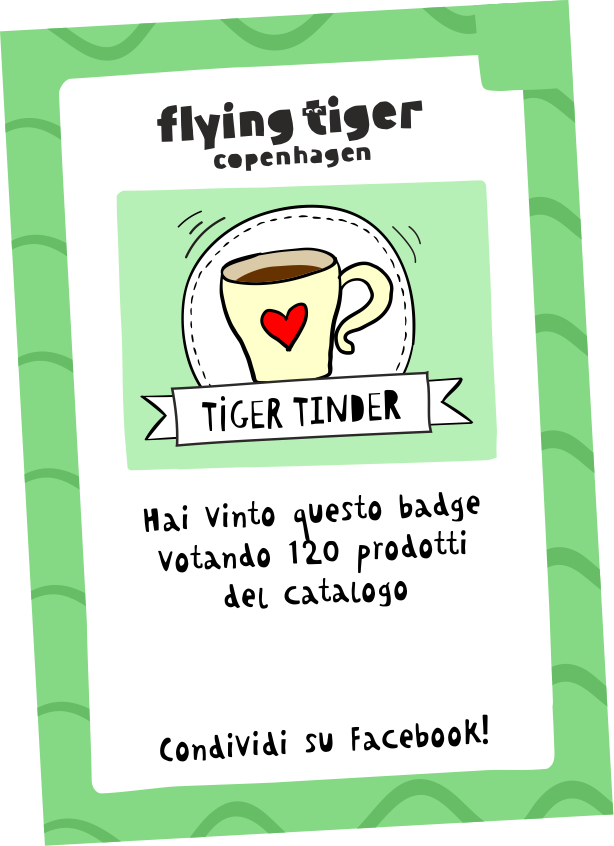 flying tiger
copenhagen
TiGER TINDER
Hai vinto questo badge
votando 120 prodotti
del catalogo
Condividi su Facebook!